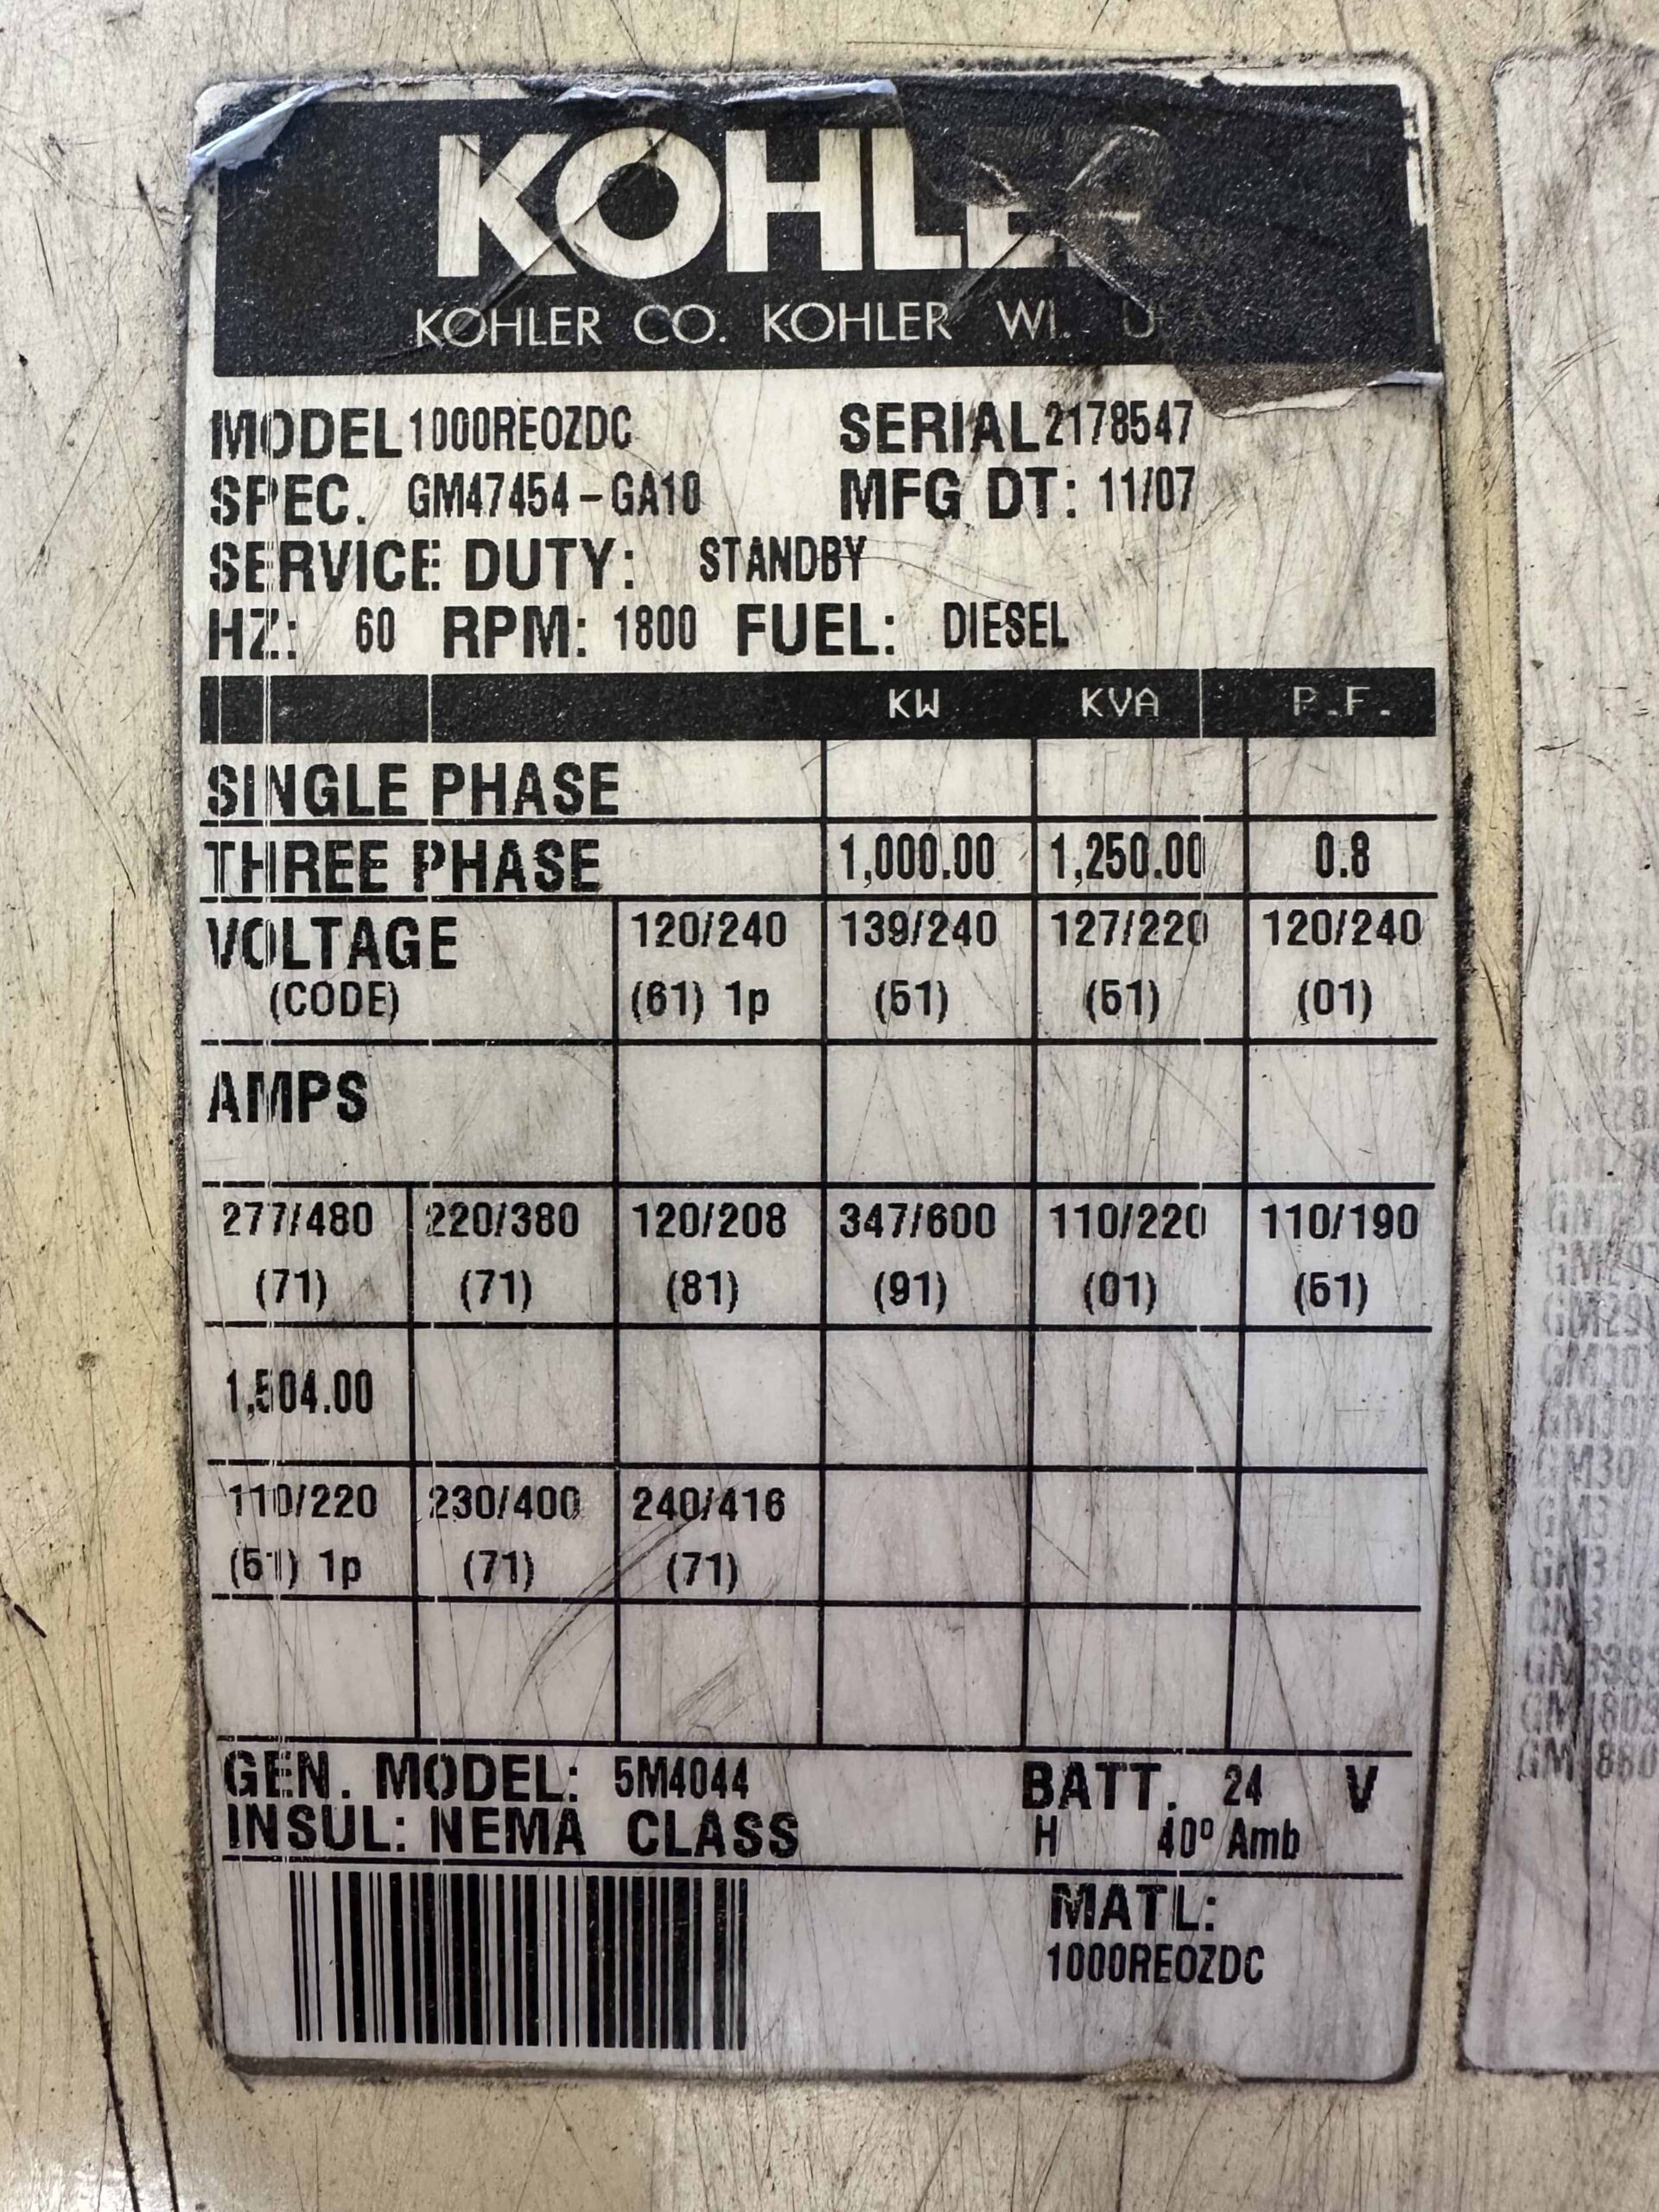 KOHLER
KOHLER CO. KOHLER WI. USA
MODEL 1000REOZDC SERIAL 2178547
SPEC. GM47454-GA10 MFG DT: 11/07
SERVICE DUTY: STANDBY
HZ: 60 RPM: 1800 FUEL: DIESEL
KW KVA P.F.
SINGLE PHASE
THREE PHASE 1,000.00 1,250.00 0.8
VOLTAGE 120/240 139/240 127/220 120/240
(CODE) (61) 1p (51) (51) (01)
AMPS
277/480 220/380 120/208 347/600 110/220 110/190
(71) (71) (81) (91) (01) (51)
1,504.00
110/220 230/400 240/416
(61) 1p (71) (71)
GEN. MODEL: 5M4044 BATT. 24 V
INSUL: NEMA CLASS H 40° Amb
MATL:
1000REOZDC